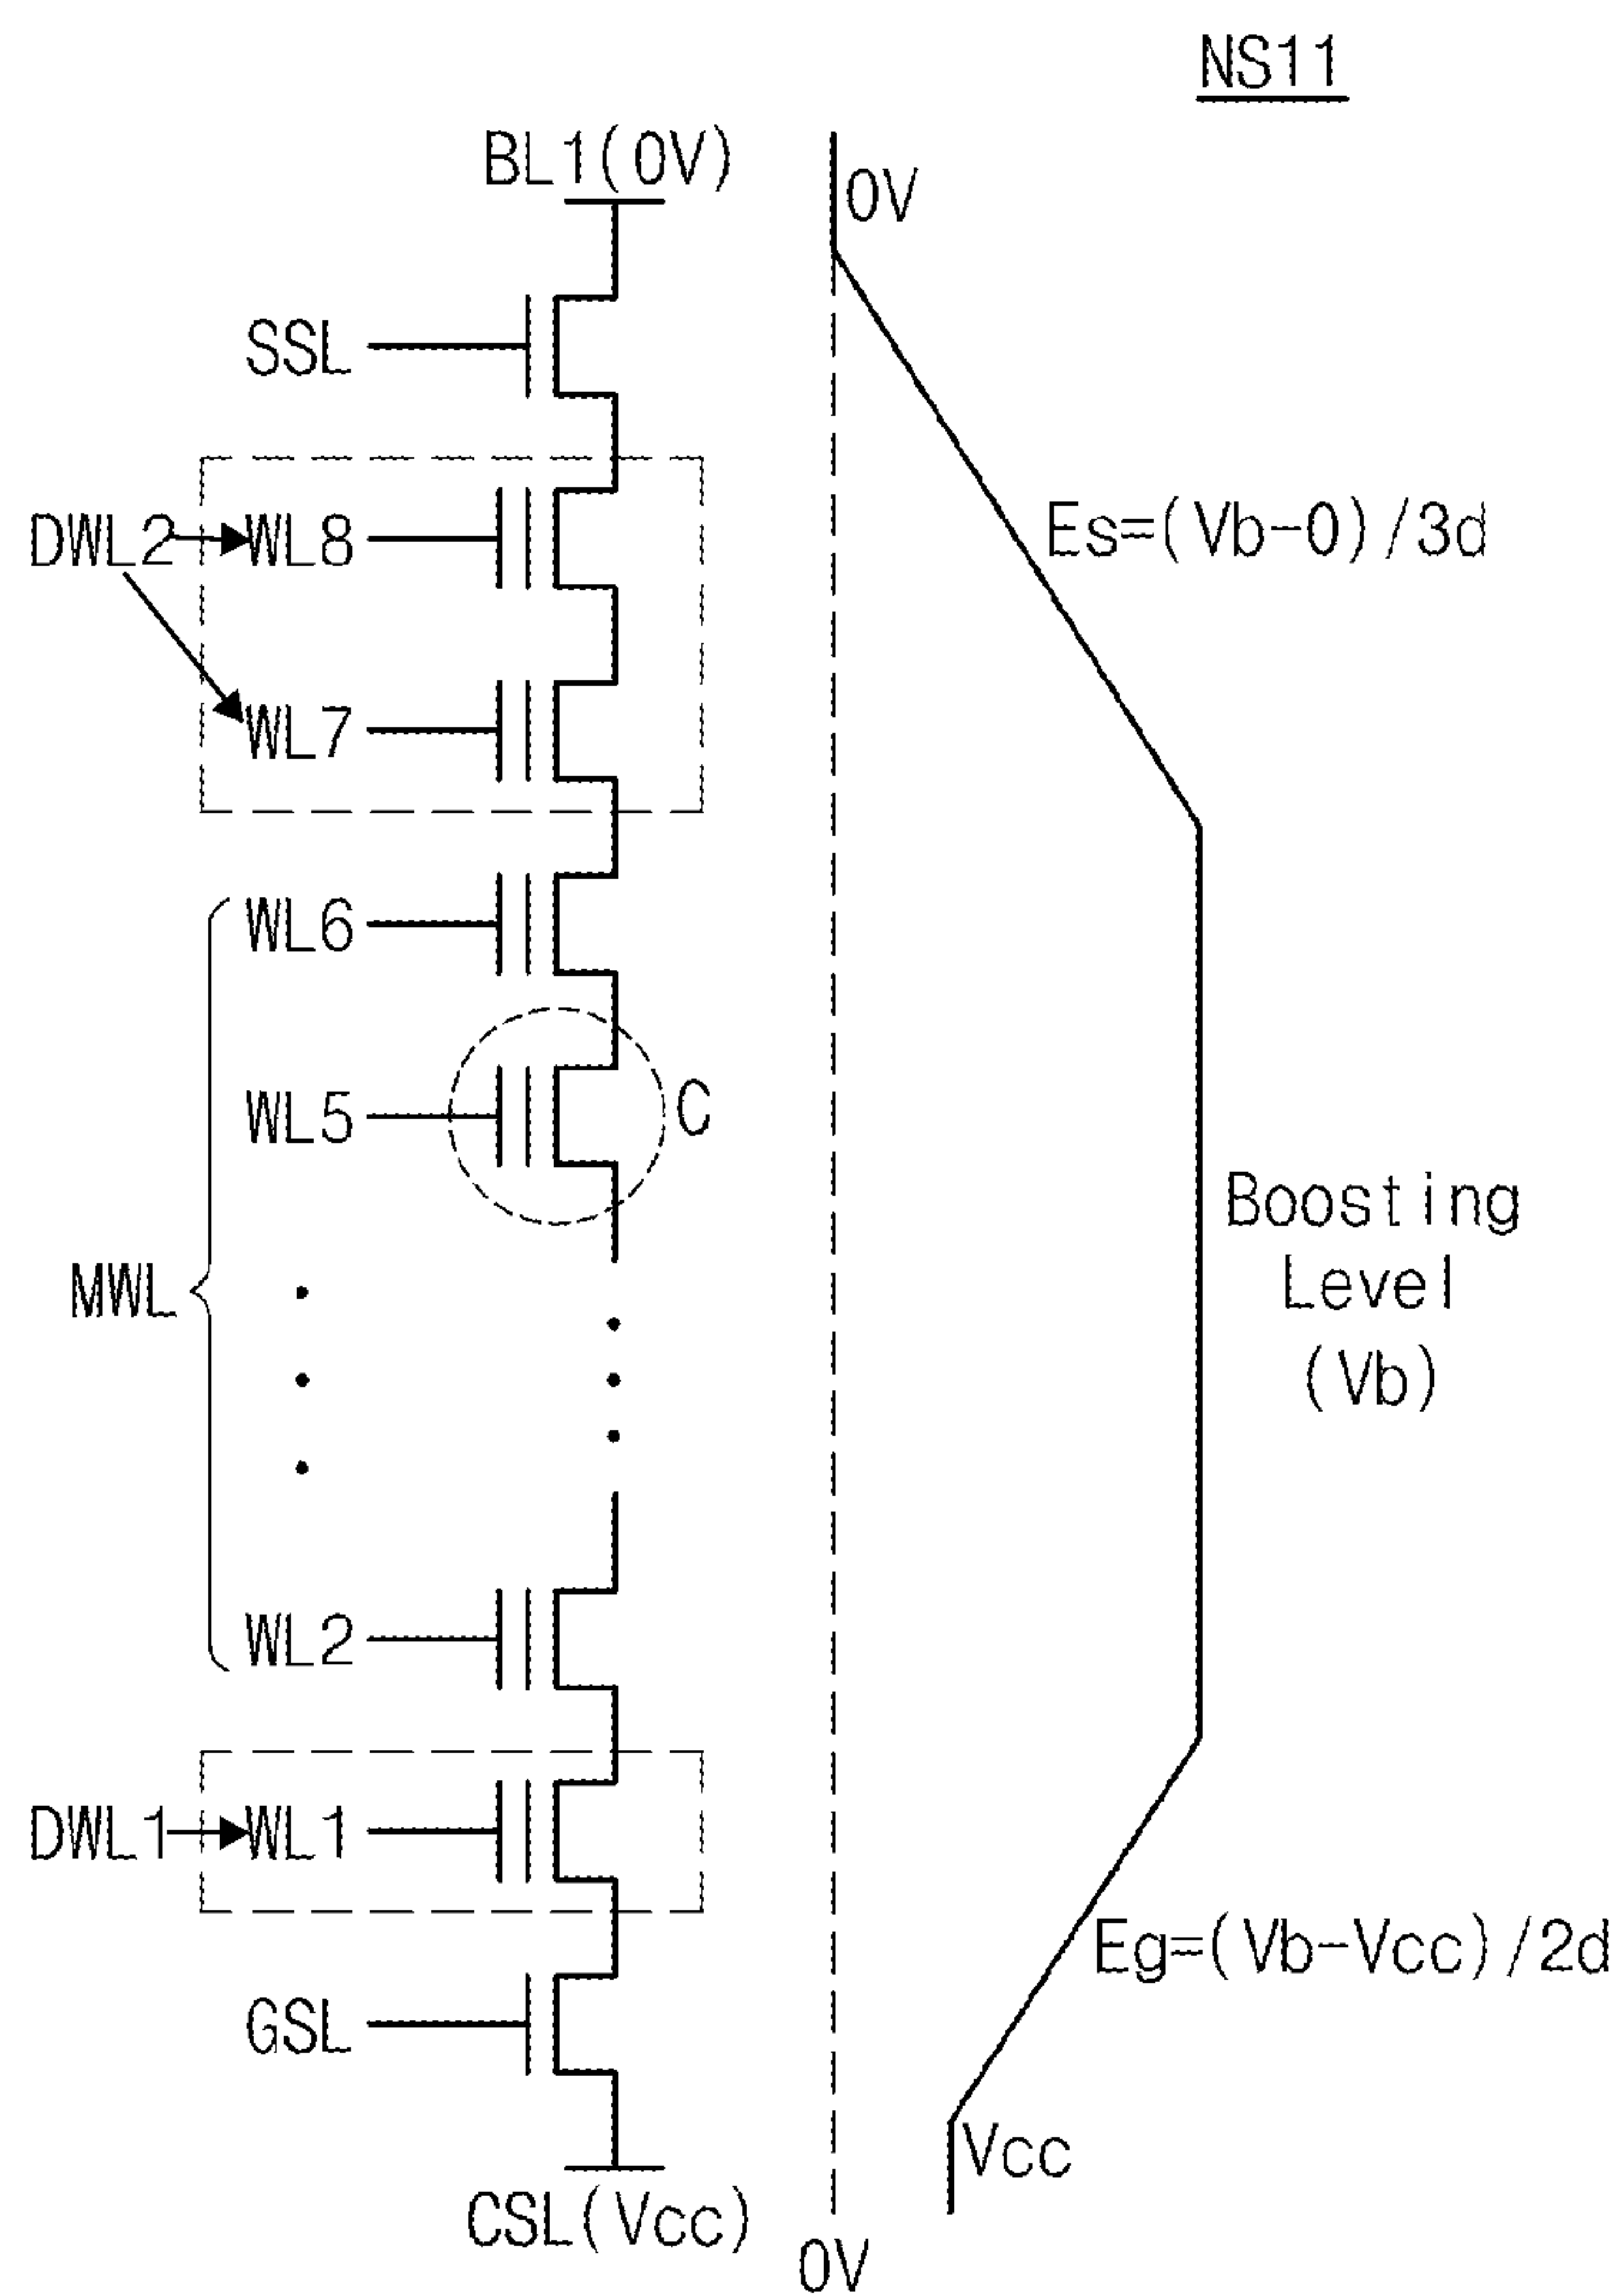 NS11
BL1(0V)
0V
SSL
DWL2
WL8
Es=(Vb-0)/3d
WL7
WL6
WL5
C
MWL
Boosting
Level
(Vb)
WL2
DWL1
WL1
Eg=(Vb-Vcc)/2d
GSL
Vcc
CSL(Vcc)
0V